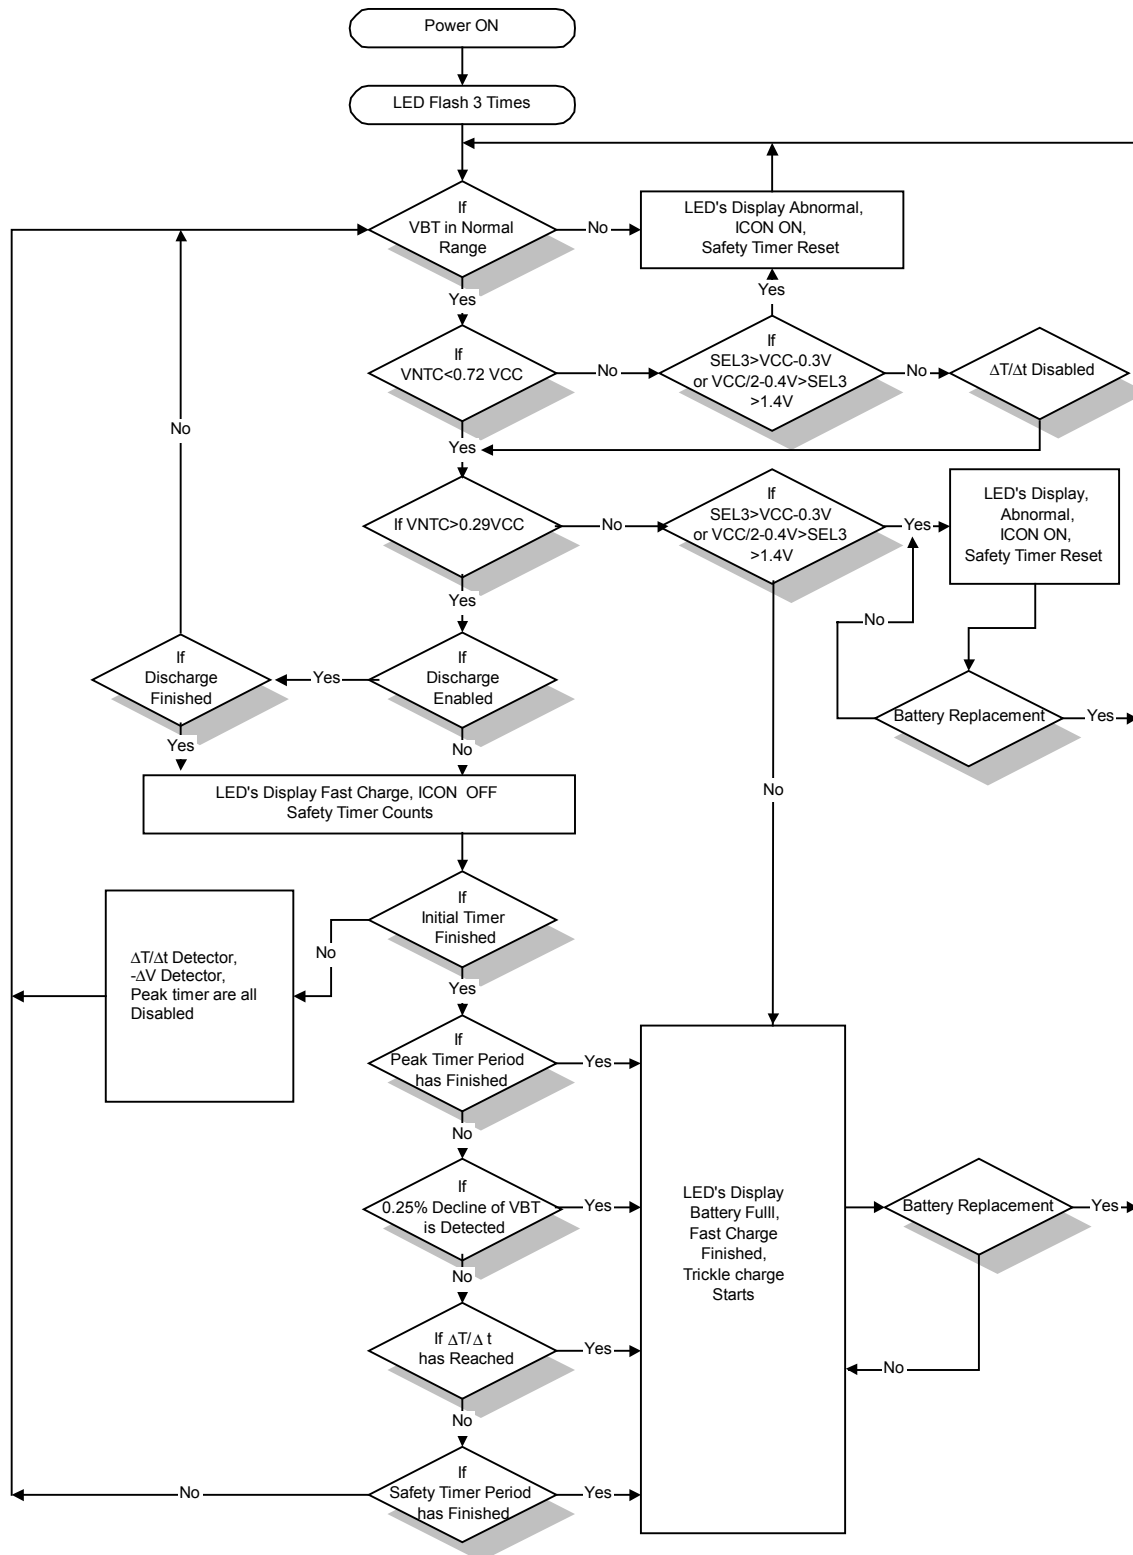 Power ON
LED Flash 3 Times
If
VBT in Normal
Range
No
LED's Display Abnormal,
ICON ON,
Safety Timer Reset
Yes
Yes
If
VNTC<0.72 VCC
No
If
SEL3>VCC-0.3V
or VCC/2-0.4V>SEL3
>1.4V
No
ΔT/Δt Disabled
No
Yes
If VNTC>0.29VCC
No
If
SEL3>VCC-0.3V
or VCC/2-0.4V>SEL3
>1.4V
Yes
LED's Display,
Abnormal,
ICON ON,
Safety Timer Reset
Yes
No
If
Discharge
Finished
Yes
If
Discharge
Enabled
Battery Replacement
Yes
Yes
No
LED's Display Fast Charge, ICON OFF
Safety Timer Counts
No
If
Initial Timer
Finished
No
ΔT/Δt Detector,
-ΔV Detector,
Peak timer are all
Disabled
Yes
If
Peak Timer Period
has Finished
Yes
No
If
0.25% Decline of VBT
is Detected
Yes
LED's Display
Battery Fulll,
Fast Charge
Finished,
Trickle charge
Starts
Battery Replacement
Yes
No
If ΔT/Δ t
has Reached
Yes
No
No
If
Safety Timer Period
has Finished
No
Yes